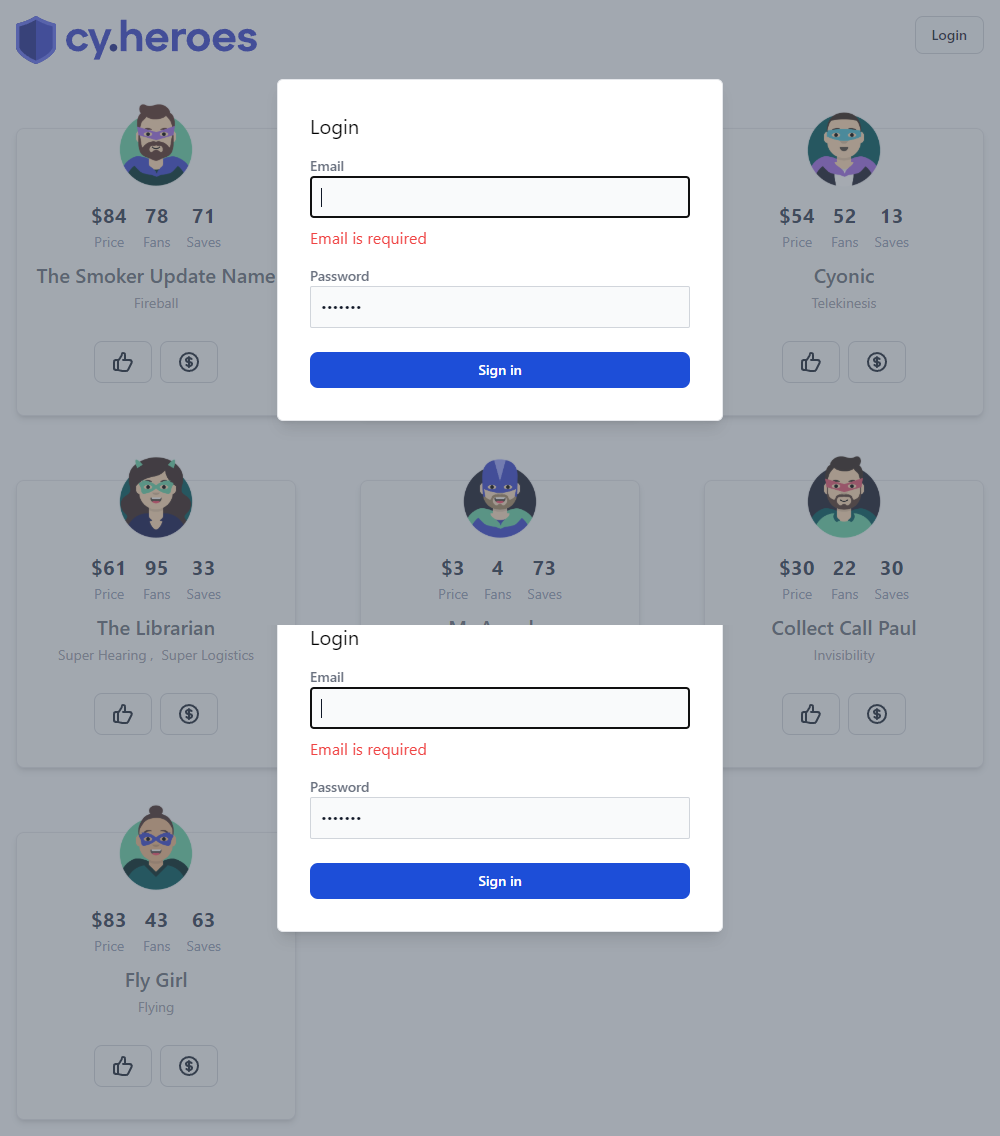 cy.heroes
Login
Login
Email
Email is required
Password
•••••••
Sign in
$84 78 71
Price Fans Saves
The Smoker Update Name
Fireball
$54 52 13
Price Fans Saves
Cyonic
Telekinesis
$61 95 33
Price Fans Saves
The Librarian
Super Hearing , Super Logistics
$3 4 73
Price Fans Saves
$30 22 30
Price Fans Saves
Collect Call Paul
Invisibility
Login
Email
Email is required
Password
•••••••
Sign in
$83 43 63
Price Fans Saves
Fly Girl
Flying